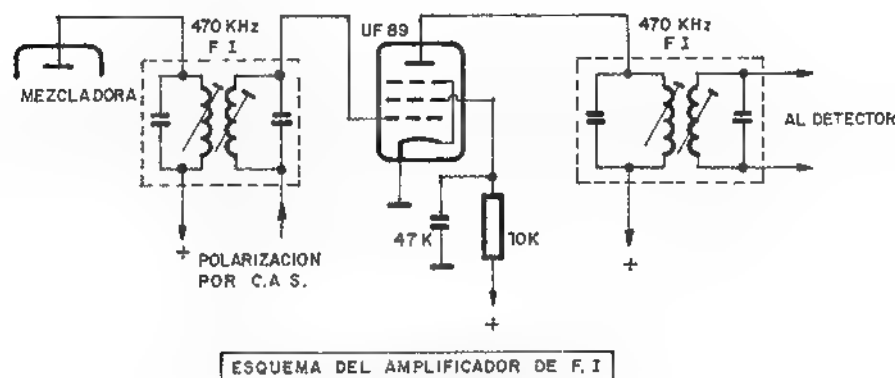 470 KHz
F I
UF 89
470 KHz
F I
MEZCLADORA
AL DETECTOR
+
POLARIZACION
POR C.A.S.
47 K
10K
+
+
ESQUEMA DEL AMPLIFICADOR DE F. I